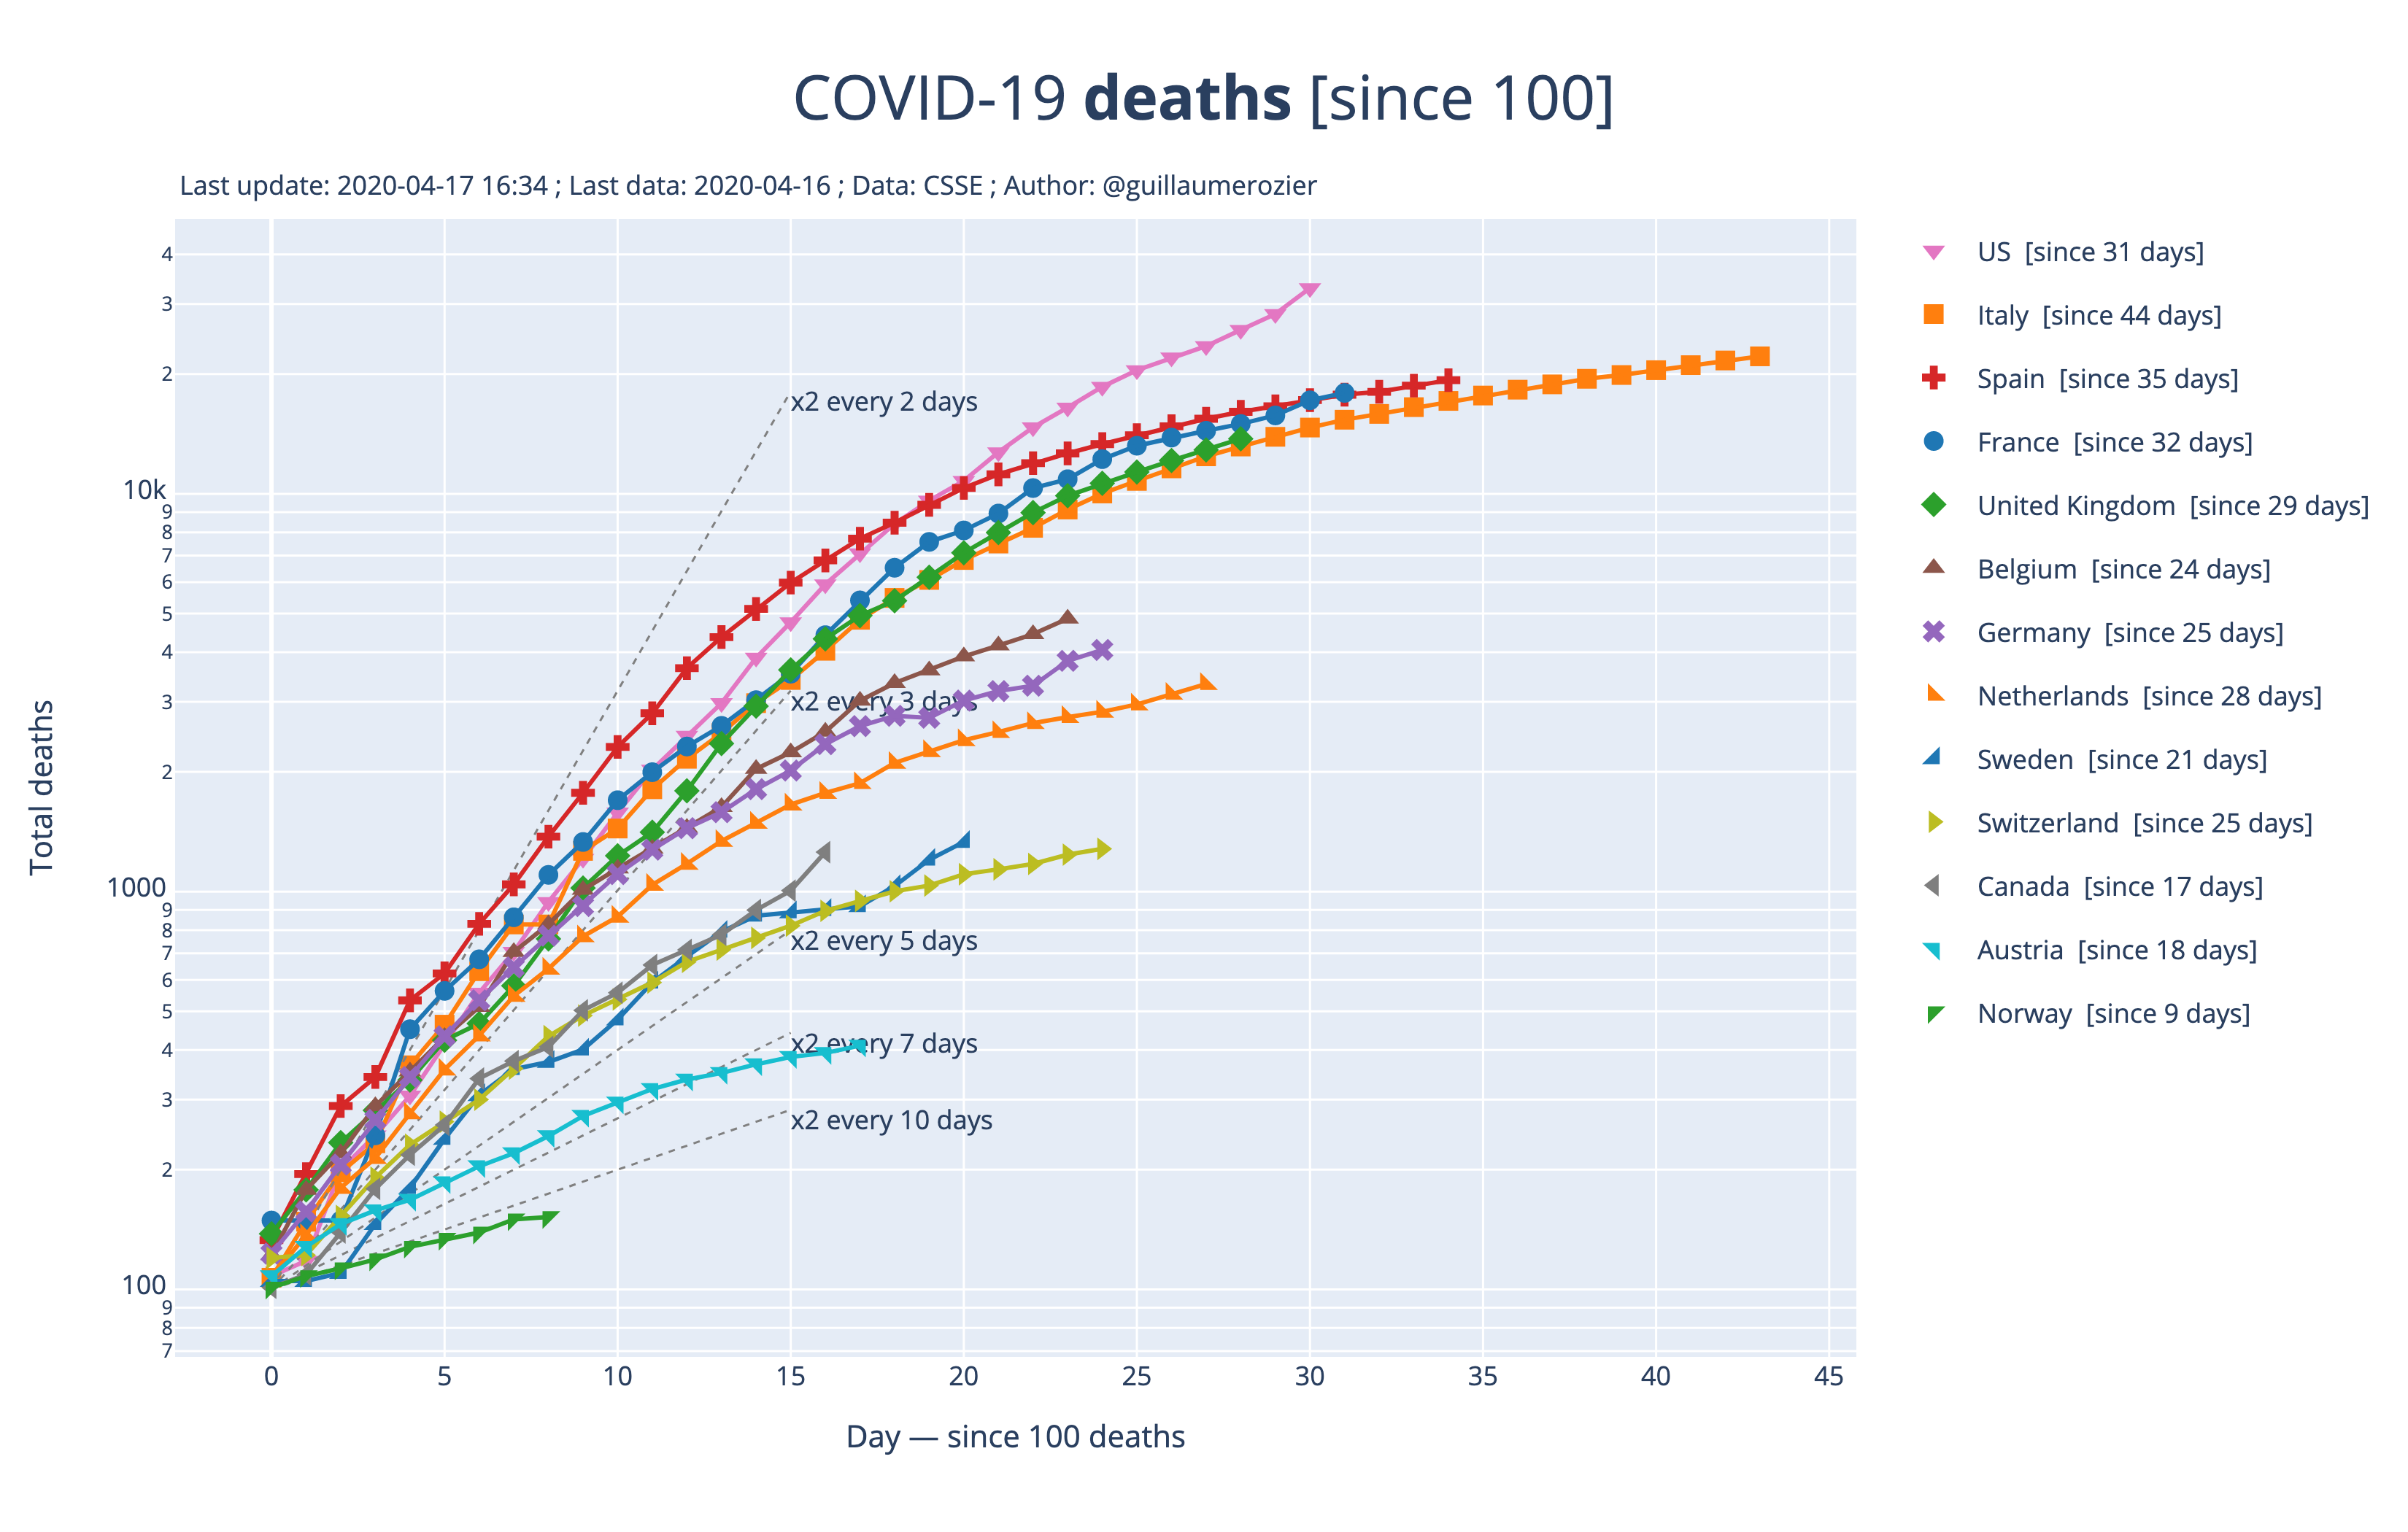 COVID-19 deaths [since 100]
Last update: 2020-04-17 16:34 ; Last data: 2020-04-16 ; Data: CSSE ; Author: @guillaumerozier
Total deaths
4
3
2
10k
9
8
7
6
5
4
3
2
1000
9
8
7
6
5
4
3
2
100
9
8
7
x2 every 2 days
x2 every 3 days
x2 every 5 days
x2 every 7 days
x2 every 10 days
0 5 10 15 20 25 30 35 40 45
Day — since 100 deaths
US [since 31 days]
Italy [since 44 days]
Spain [since 35 days]
France [since 32 days]
United Kingdom [since 29 days]
Belgium [since 24 days]
Germany [since 25 days]
Netherlands [since 28 days]
Sweden [since 21 days]
Switzerland [since 25 days]
Canada [since 17 days]
Austria [since 18 days]
Norway [since 9 days]